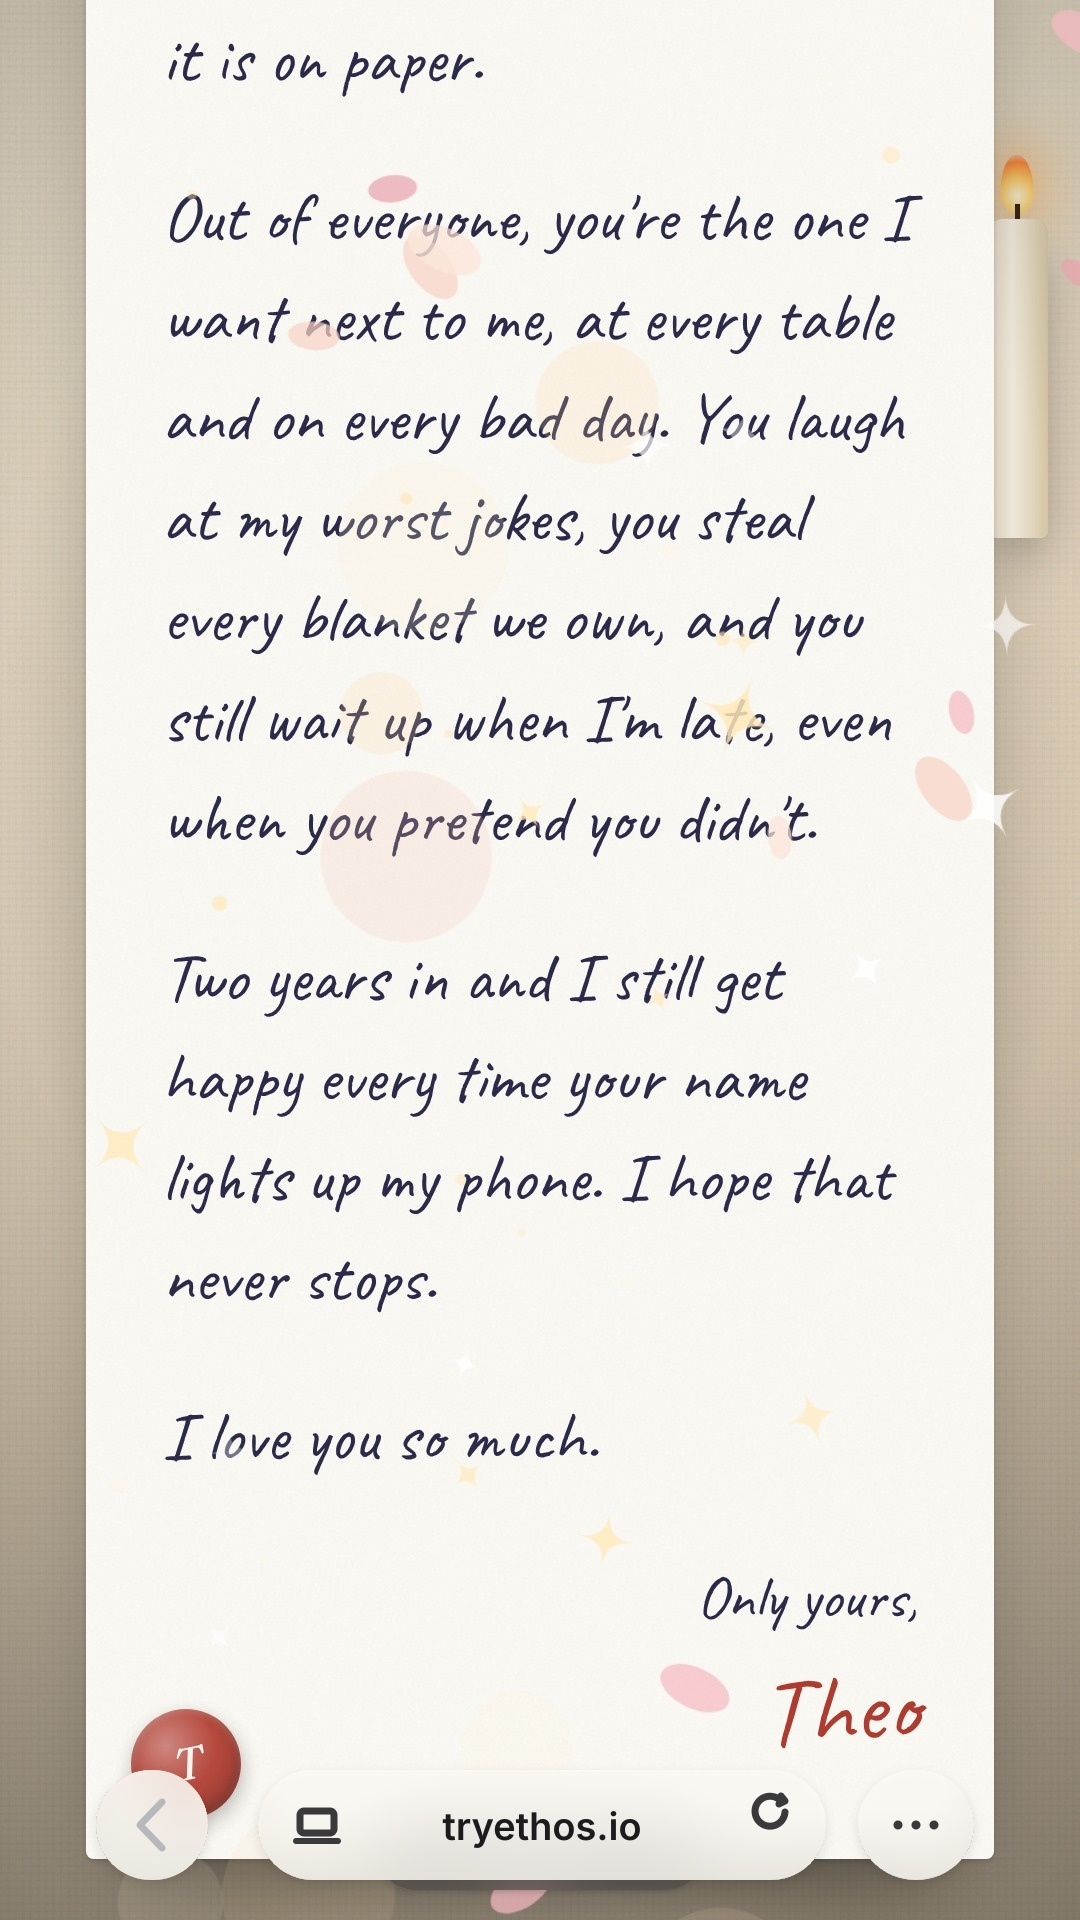 it is on paper.
Out of everyone, you're the one I
want next to me, at every table
and on every bad day. You laugh
at my worst jokes, you steal
every blanket we own, and you
still wait up when I'm late, even
when you pretend you didn't.
Two years in and I still get
happy every time your name
lights up my phone. I hope that
never stops.
I love you so much.
Only yours,
Theo
T
tryethos.io